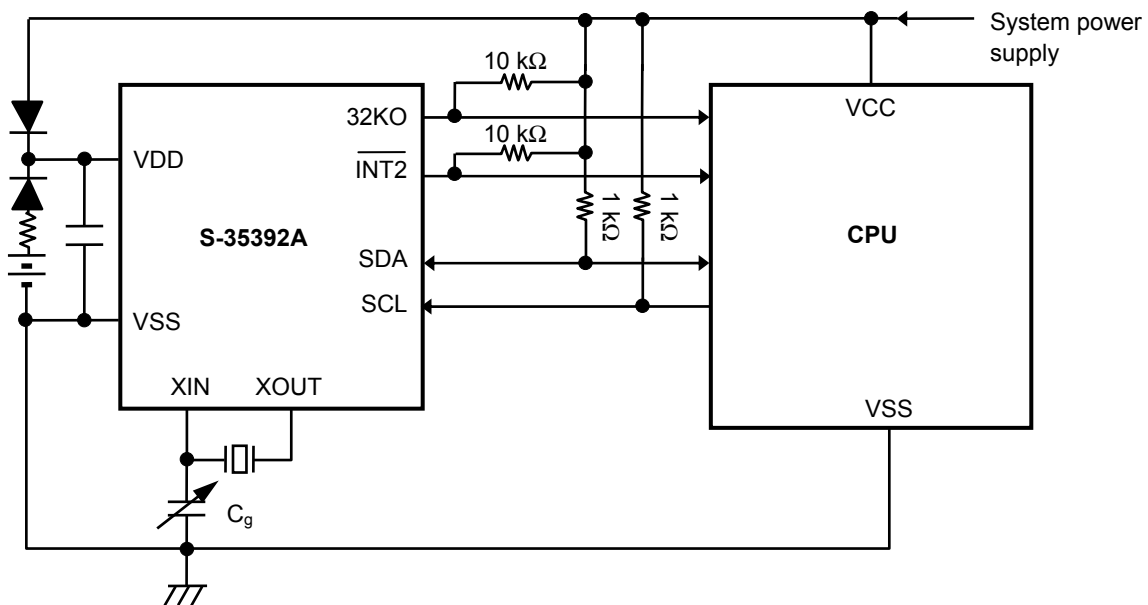 System power
supply
10 kΩ
32KO
VCC
10 kΩ
VDD
INT2
S-35392A
1 kΩ
1 kΩ
CPU
SDA
SCL
VSS
XIN XOUT
VSS
Cg